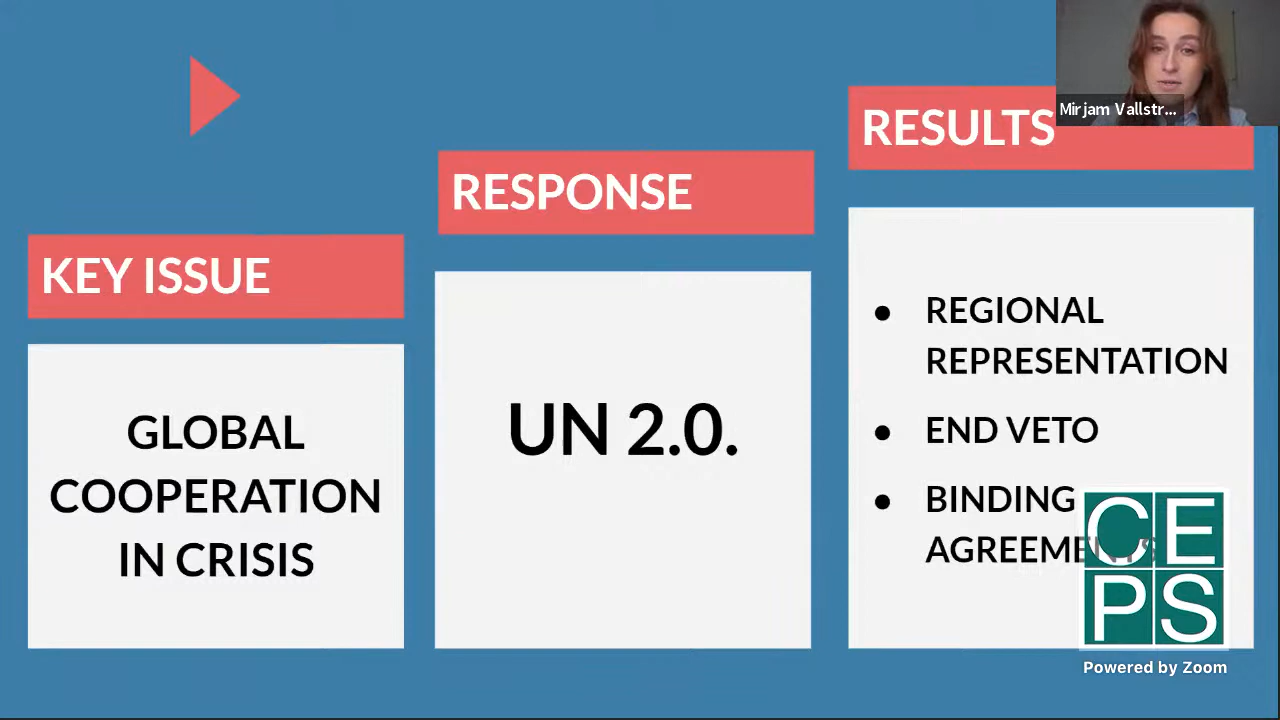 Mirjam Vallstr...
RESULTS
RESPONSE
KEY ISSUE
GLOBAL
COOPERATION
IN CRISIS
UN 2.0.
● REGIONAL
REPRESENTATION
● END VETO
● BINDING
AGREEMENTS
CE
PS
Powered by Zoom